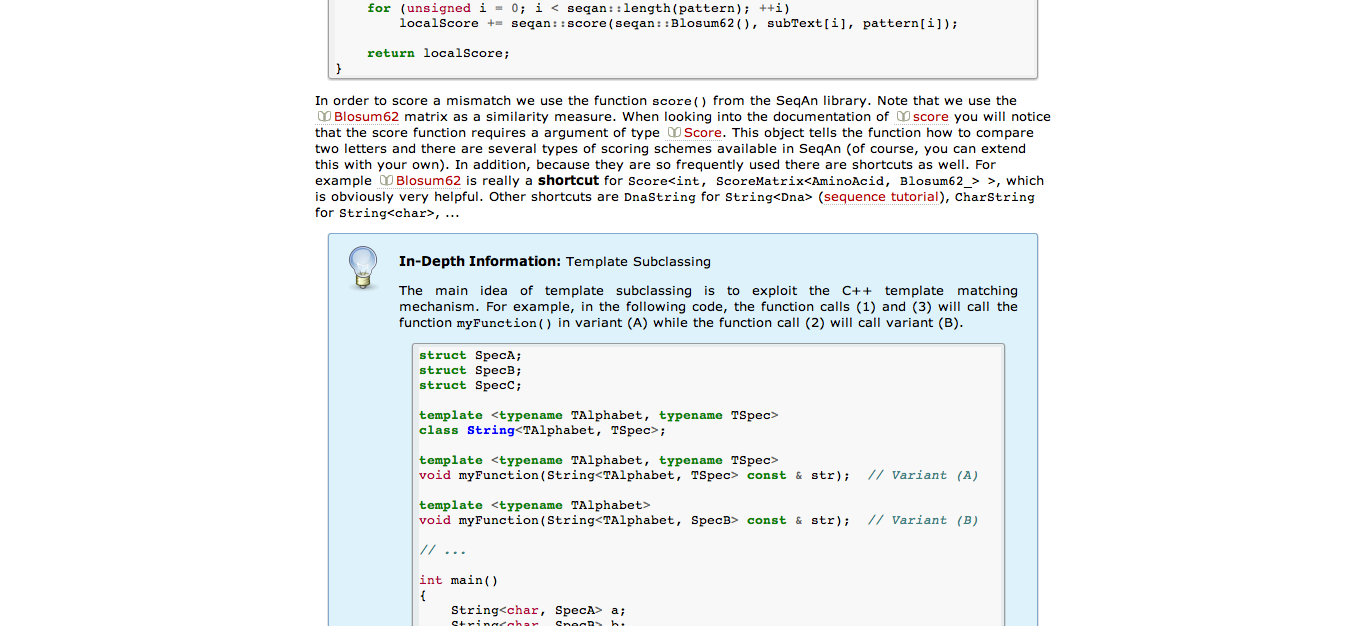 for (unsigned i = 0; i < seqan::length(pattern); ++i)
localScore += seqan::score(seqan::Blosum62(), subText[i], pattern[i]);
return localScore;
}
In order to score a mismatch we use the function score() from the SeqAn library. Note that we use the
Blosum62 matrix as a similarity measure. When looking into the documentation of score you will notice
that the score function requires a argument of type Score. This object tells the function how to compare
two letters and there are several types of scoring schemes available in SeqAn (of course, you can extend
this with your own). In addition, because they are so frequently used there are shortcuts as well. For
example Blosum62 is really a shortcut for Score<int, ScoreMatrix<AminoAcid, Blosum62_> >, which
is obviously very helpful. Other shortcuts are DnaString for String<Dna> (sequence tutorial), CharString
for String<char>, ...
In-Depth Information: Template Subclassing
The main idea of template subclassing is to exploit the C++ template matching
mechanism. For example, in the following code, the function calls (1) and (3) will call the
function myFunction() in variant (A) while the function call (2) will call variant (B).
struct SpecA;
struct SpecB;
struct SpecC;
template <typename TAlphabet, typename TSpec>
class String<TAlphabet, TSpec>;
template <typename TAlphabet, typename TSpec>
void myFunction(String<TAlphabet, TSpec> const & str);  // Variant (A)
template <typename TAlphabet>
void myFunction(String<TAlphabet, SpecB> const & str);  // Variant (B)
// ...
int main()
{
String<char, SpecA> a;
String<char, SpecB> b;